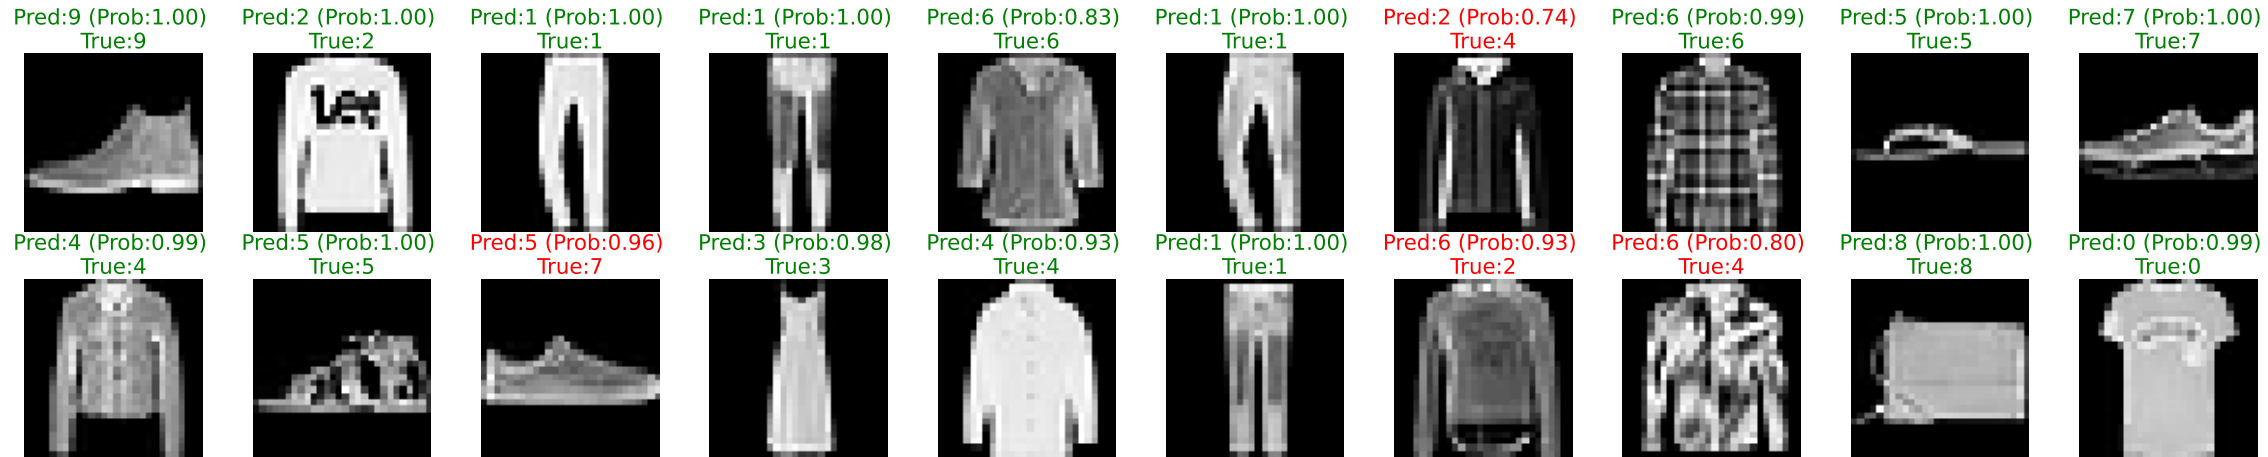 Pred:9 (Prob:1.00) Pred:2 (Prob:1.00) Pred:1 (Prob:1.00) Pred:1 (Prob:1.00) Pred:6 (Prob:0.83) Pred:1 (Prob:1.00) Pred:2 (Prob:0.74) Pred:6 (Prob:0.99) Pred:5 (Prob:1.00) Pred:7 (Prob:1.00)
True:9 True:2 True:1 True:1 True:6 True:1 True:4 True:6 True:5 True:7
Lee
Pred:4 (Prob:0.99) Pred:5 (Prob:1.00) Pred:5 (Prob:0.96) Pred:3 (Prob:0.98) Pred:4 (Prob:0.93) Pred:1 (Prob:1.00) Pred:6 (Prob:0.93) Pred:6 (Prob:0.80) Pred:8 (Prob:1.00) Pred:0 (Prob:0.99)
True:4 True:5 True:7 True:3 True:4 True:1 True:2 True:4 True:8 True:0